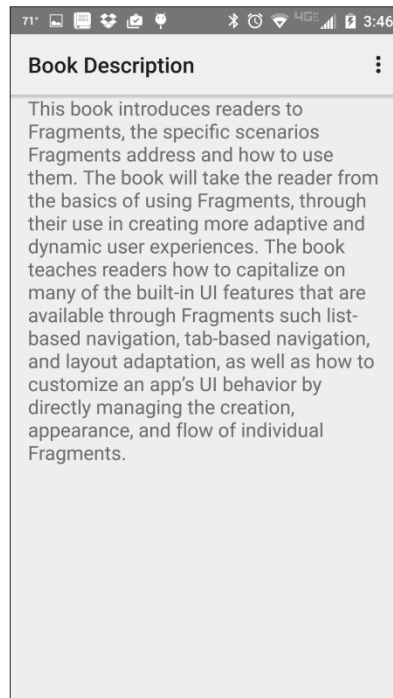 71° 4G 3:46
Book Description
This book introduces readers to
Fragments, the specific scenarios
Fragments address and how to use
them. The book will take the reader from
the basics of using Fragments, through
their use in creating more adaptive and
dynamic user experiences. The book
teaches readers how to capitalize on
many of the built-in UI features that are
available through Fragments such list-
based navigation, tab-based navigation,
and layout adaptation, as well as how to
customize an app’s UI behavior by
directly managing the creation,
appearance, and flow of individual
Fragments.